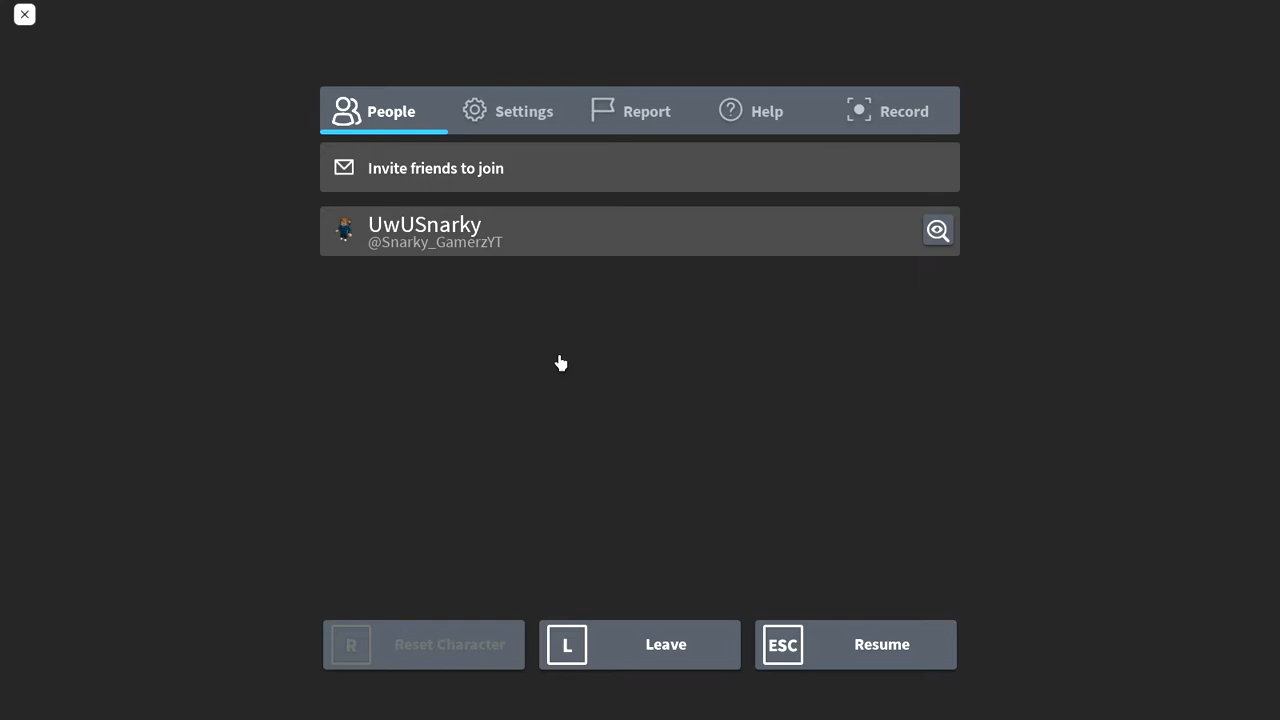 People
Settings
Report
Help
Record
Invite friends to join
UwUSnarky
@Snarky_GamerzYT
R Reset Character
L Leave
ESC Resume